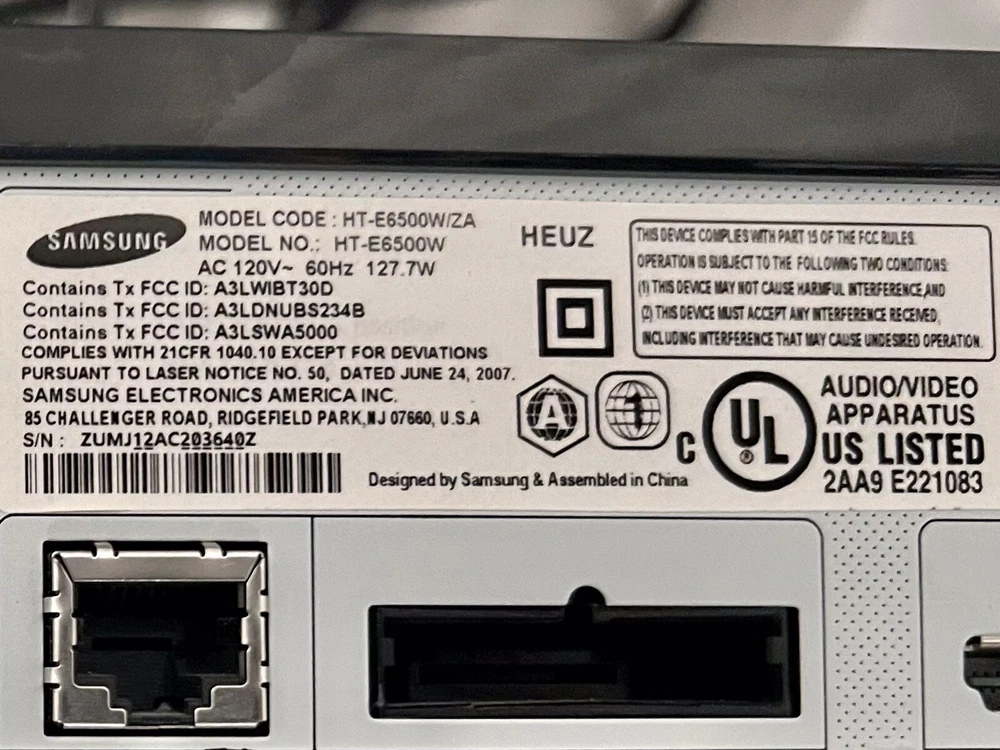 SAMSUNG
MODEL CODE : HT-E6500W/ZA
MODEL NO.: HT-E6500W
AC 120V~ 60Hz 127.7W
Contains Tx FCC ID: A3LWIBT30D
Contains Tx FCC ID: A3LDNUBS234B
Contains Tx FCC ID: A3LSWA5000
COMPLIES WITH 21CFR 1040.10 EXCEPT FOR DEVIATIONS
PURSUANT TO LASER NOTICE NO. 50, DATED JUNE 24, 2007.
SAMSUNG ELECTRONICS AMERICA INC.
85 CHALLENGER ROAD, RIDGEFIELD PARK,NJ 07660, U.S.A
S/N : ZUMJ12AC203640Z
HEUZ
THIS DEVICE COMPLIES WITH PART 15 OF THE FCC RULES.
OPERATION IS SUBJECT TO THE FOLLOWING TWO CONDITIONS:
(1) THIS DEVICE MAY NOT CAUSE HARMFUL INTERFERENCE,AND
(2) THIS DEVICE MUST ACCEPT ANY INTERFERENCE RECEIVED,
INCLUDING INTERFERENCE THAT MAY CAUSE UNDESIRED OPERATION.
A
1
C UL ® US LISTED
AUDIO/VIDEO
APPARATUS
2AA9 E221083
Designed by Samsung & Assembled in China